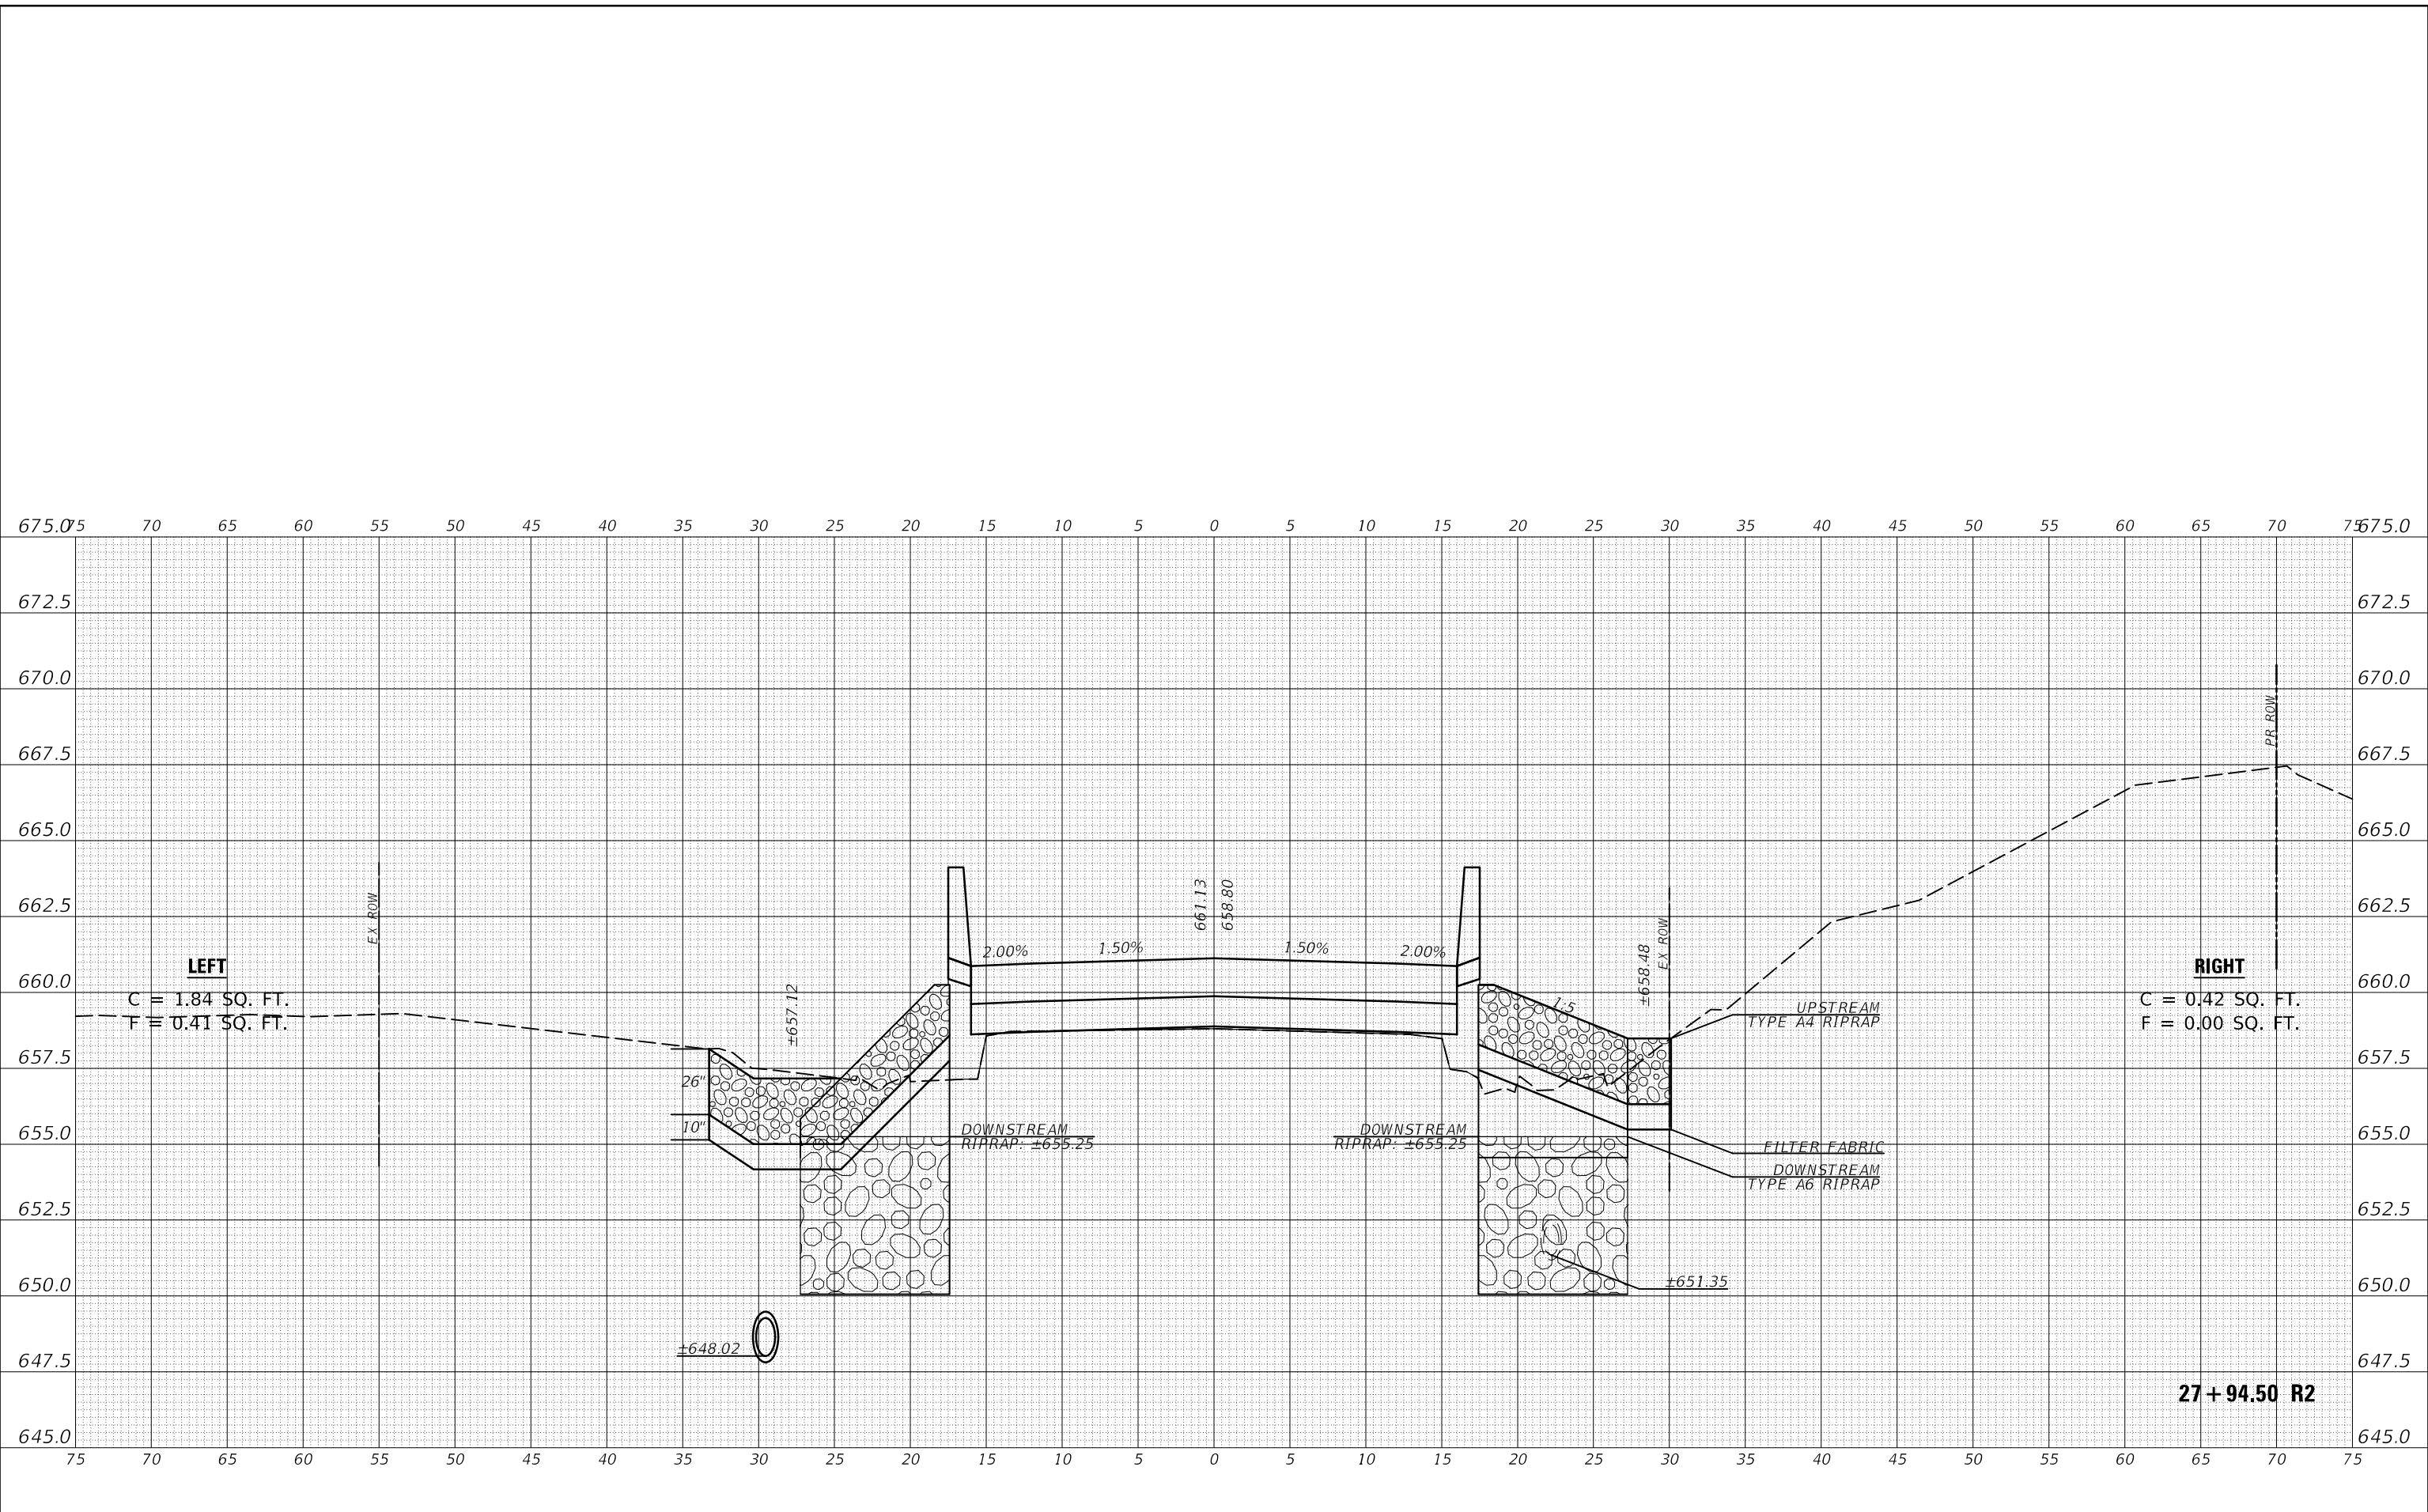 675.0 75 70 65 60 55 50 45 40 35 30 25 20 15 10 5 0 5 10 15 20 25 30 35 40 45 50 55 60 65 70 75 675.0
672.5 672.5
670.0 670.0
PR ROW
667.5 667.5
665.0 665.0
EX ROW
661.13
658.80
662.5 662.5
EX ROW
±658.48
2.00% 1.50% 1.50% 2.00%
LEFT
RIGHT
660.0 660.0
±657.12
1:5
C = 1.84 SQ. FT.
F = 0.41 SQ. FT.
UPSTREAM
TYPE A4 RIPRAP
C = 0.42 SQ. FT.
F = 0.00 SQ. FT.
657.5 657.5
26"
10"
655.0 655.0
DOWNSTREAM
RIPRAP: ±655.25
DOWNSTREAM
RIPRAP: ±655.25
FILTER FABRIC
DOWNSTREAM
TYPE A6 RIPRAP
652.5 652.5
650.0 650.0
±651.35
±648.02
647.5 647.5
27+94.50 R2
645.0 645.0
75 70 65 60 55 50 45 40 35 30 25 20 15 10 5 0 5 10 15 20 25 30 35 40 45 50 55 60 65 70 75